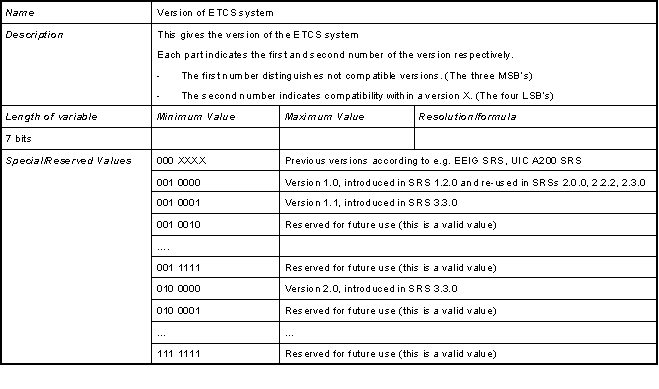 Name Version of ETCS system
Description This gives the version of the ETCS system
Each part indicates the first and second number of the version respectively.
- The first number distinguishes not compatible versions. (The three MSB's)
- The second number indicates compatibility within a version X. (The four LSB's)
Length of variable Minimum Value Maximum Value Resolution/formula
7 bits
Special/Reserved Values 000 XXXX Previous versions according to e.g. EEIG SRS, UIC A200 SRS
001 0000 Version 1.0, introduced in SRS 1.2.0 and re-used in SRSs 2.0.0, 2.2.2, 2.3.0
001 0001 Version 1.1, introduced in SRS 3.3.0
001 0010 Reserved for future use (this is a valid value)
....
001 1111 Reserved for future use (this is a valid value)
010 0000 Version 2.0, introduced in SRS 3.3.0
010 0001 Reserved for future use (this is a valid value)
... ...
111 1111 Reserved for future use (this is a valid value)